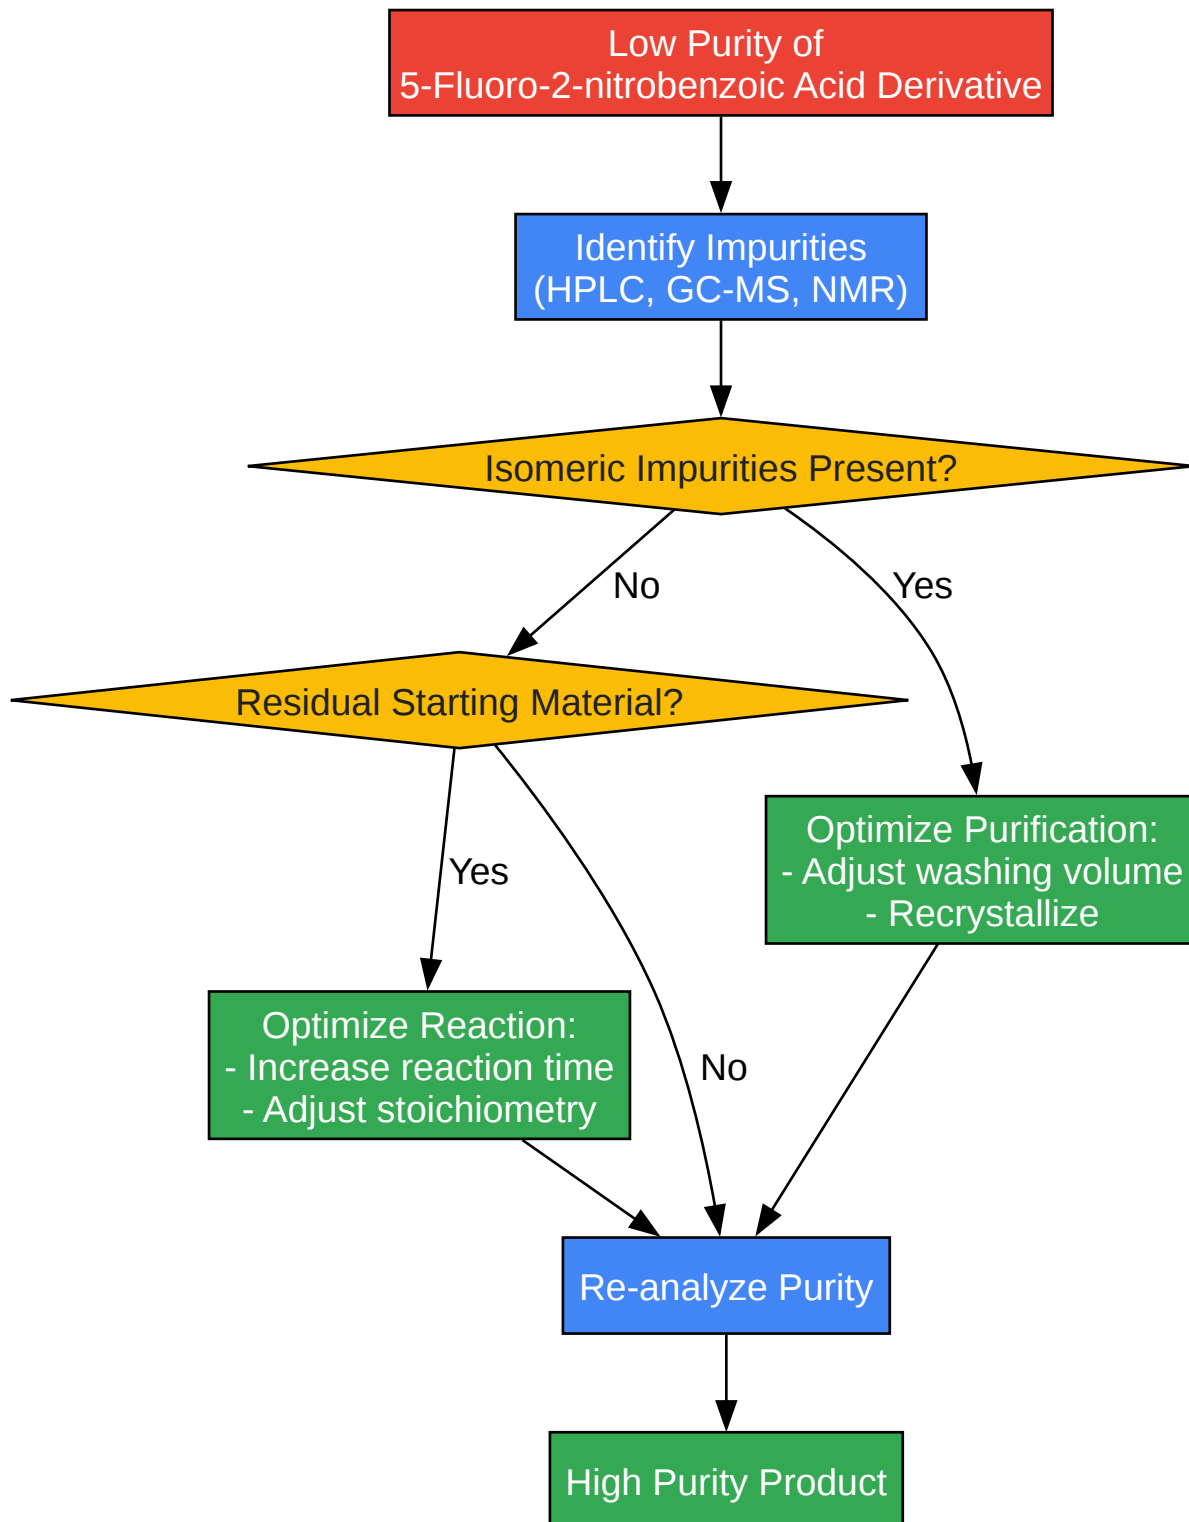 Low Purity of
5-Fluoro-2-nitrobenzoic Acid Derivative
Identify Impurities
(HPLC, GC-MS, NMR)
Isomeric Impurities Present?
No
Yes
Residual Starting Material?
Optimize Purification:
- Adjust washing volume
- Recrystallize
Yes
Optimize Reaction:
- Increase reaction time
- Adjust stoichiometry
No
Re-analyze Purity
High Purity Product